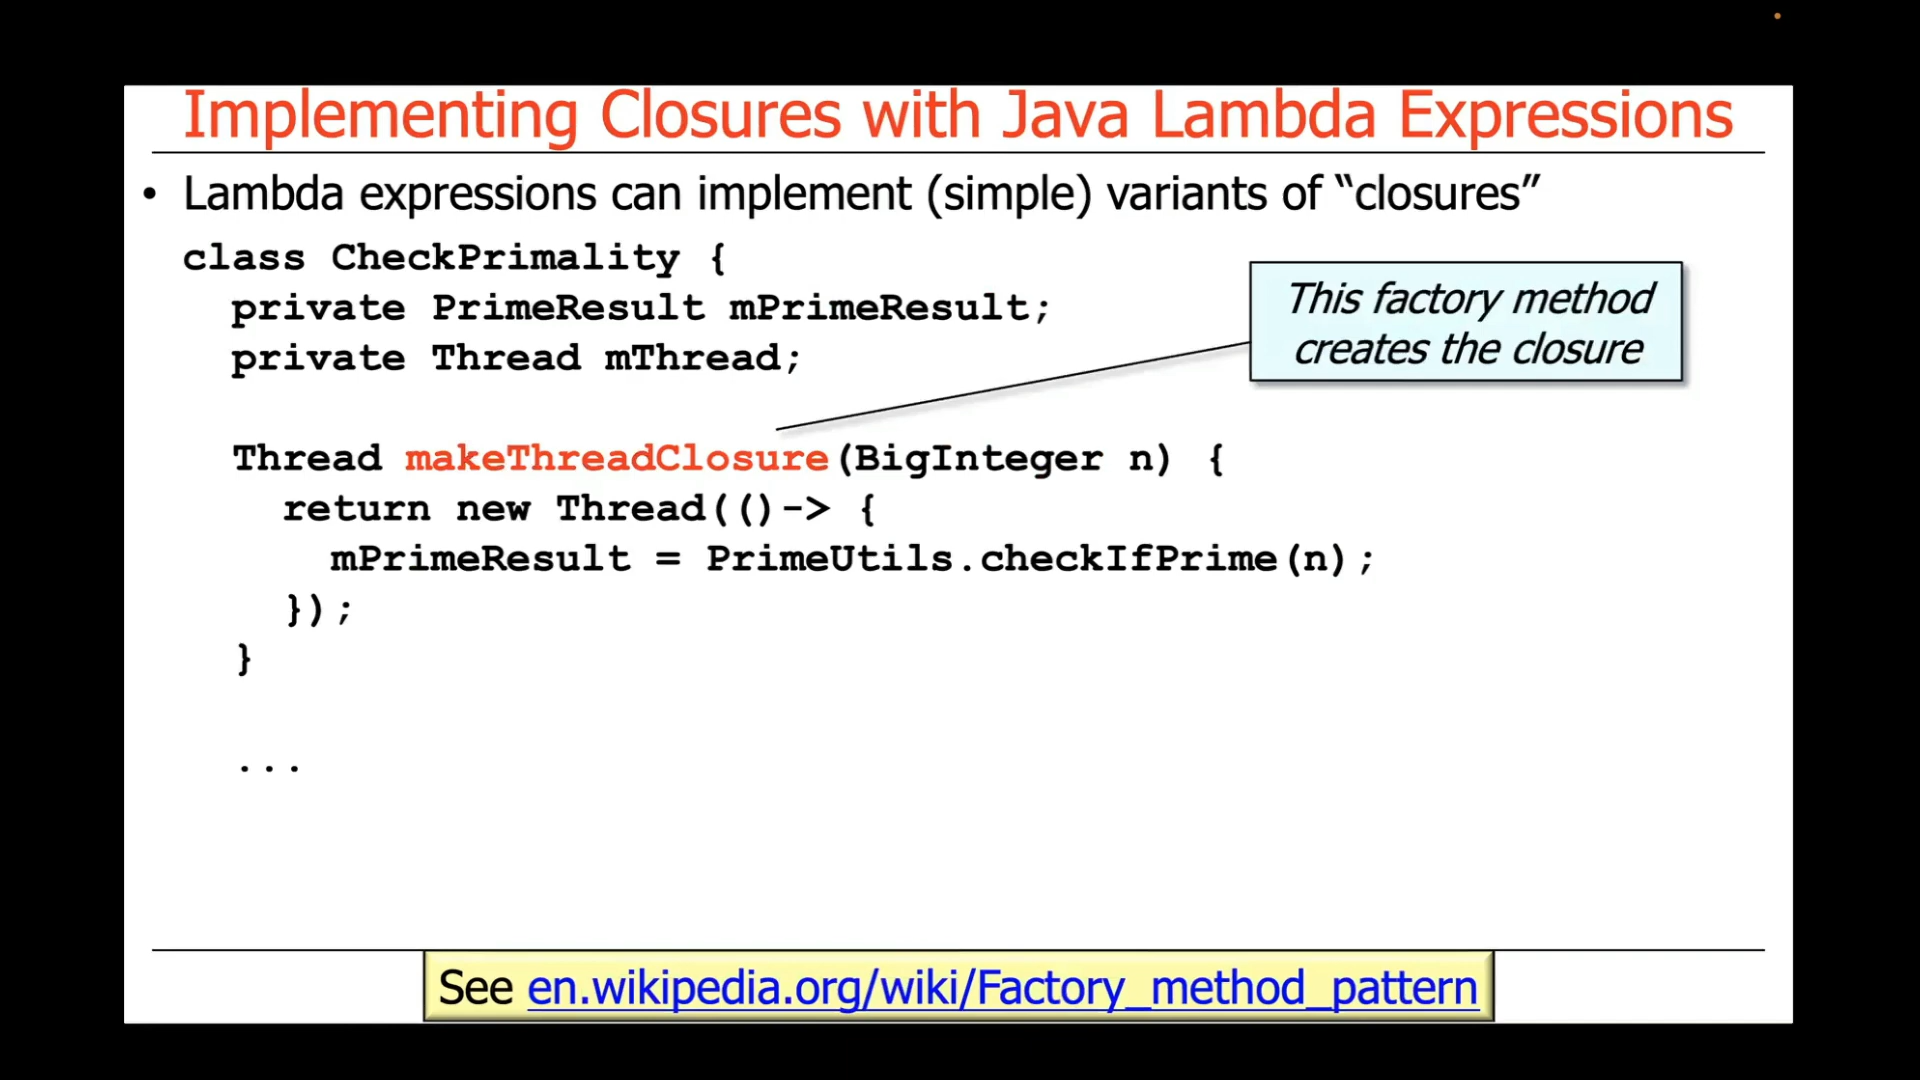 Implementing Closures with Java Lambda Expressions
• Lambda expressions can implement (simple) variants of “closures”
class CheckPrimality {
private PrimeResult mPrimeResult;
private Thread mThread;
This factory method
creates the closure
Thread makeThreadClosure(BigInteger n) {
return new Thread(()-> {
mPrimeResult = PrimeUtils.checkIfPrime(n);
});
}
...
See en.wikipedia.org/wiki/Factory_method_pattern